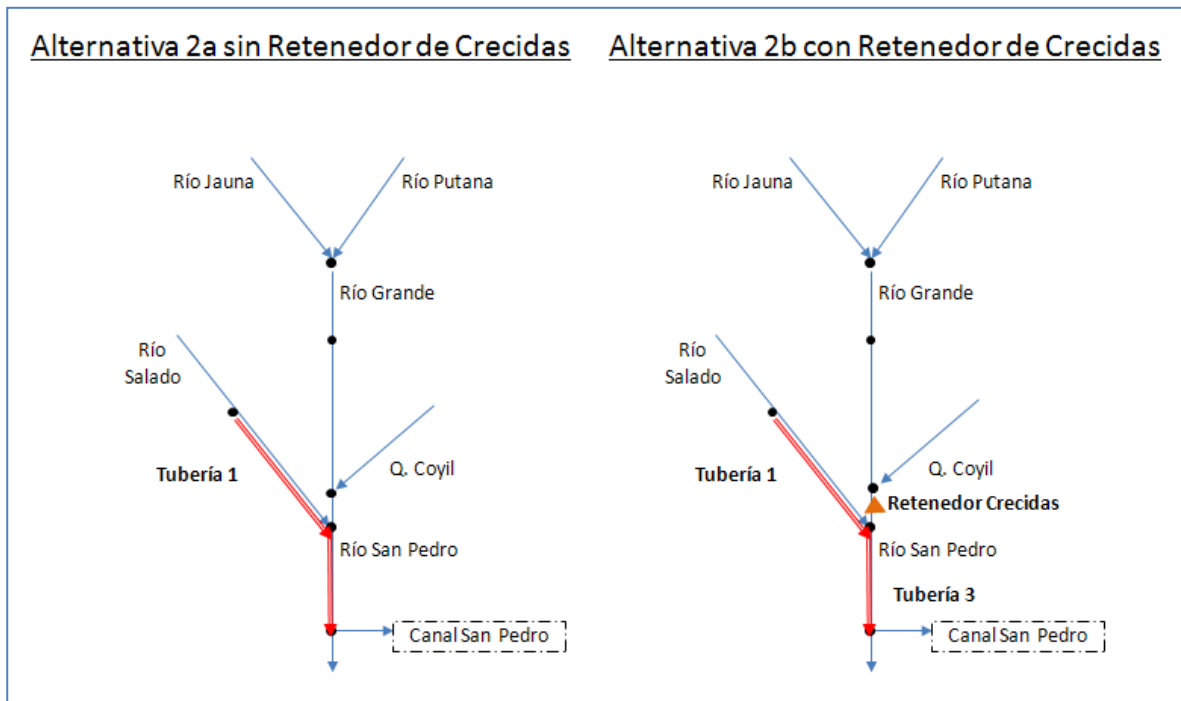 Alternativa 2a sin Retenedor de Crecidas
Río Jauna
Río Putana
Río Grande
Río
Salado
Tubería 1
Q. Coyil
Río San Pedro
Canal San Pedro
Alternativa 2b con Retenedor de Crecidas
Río Jauna
Río Putana
Río Grande
Río
Salado
Tubería 1
Q. Coyil
Retenedor Crecidas
Río San Pedro
Tubería 3
Canal San Pedro